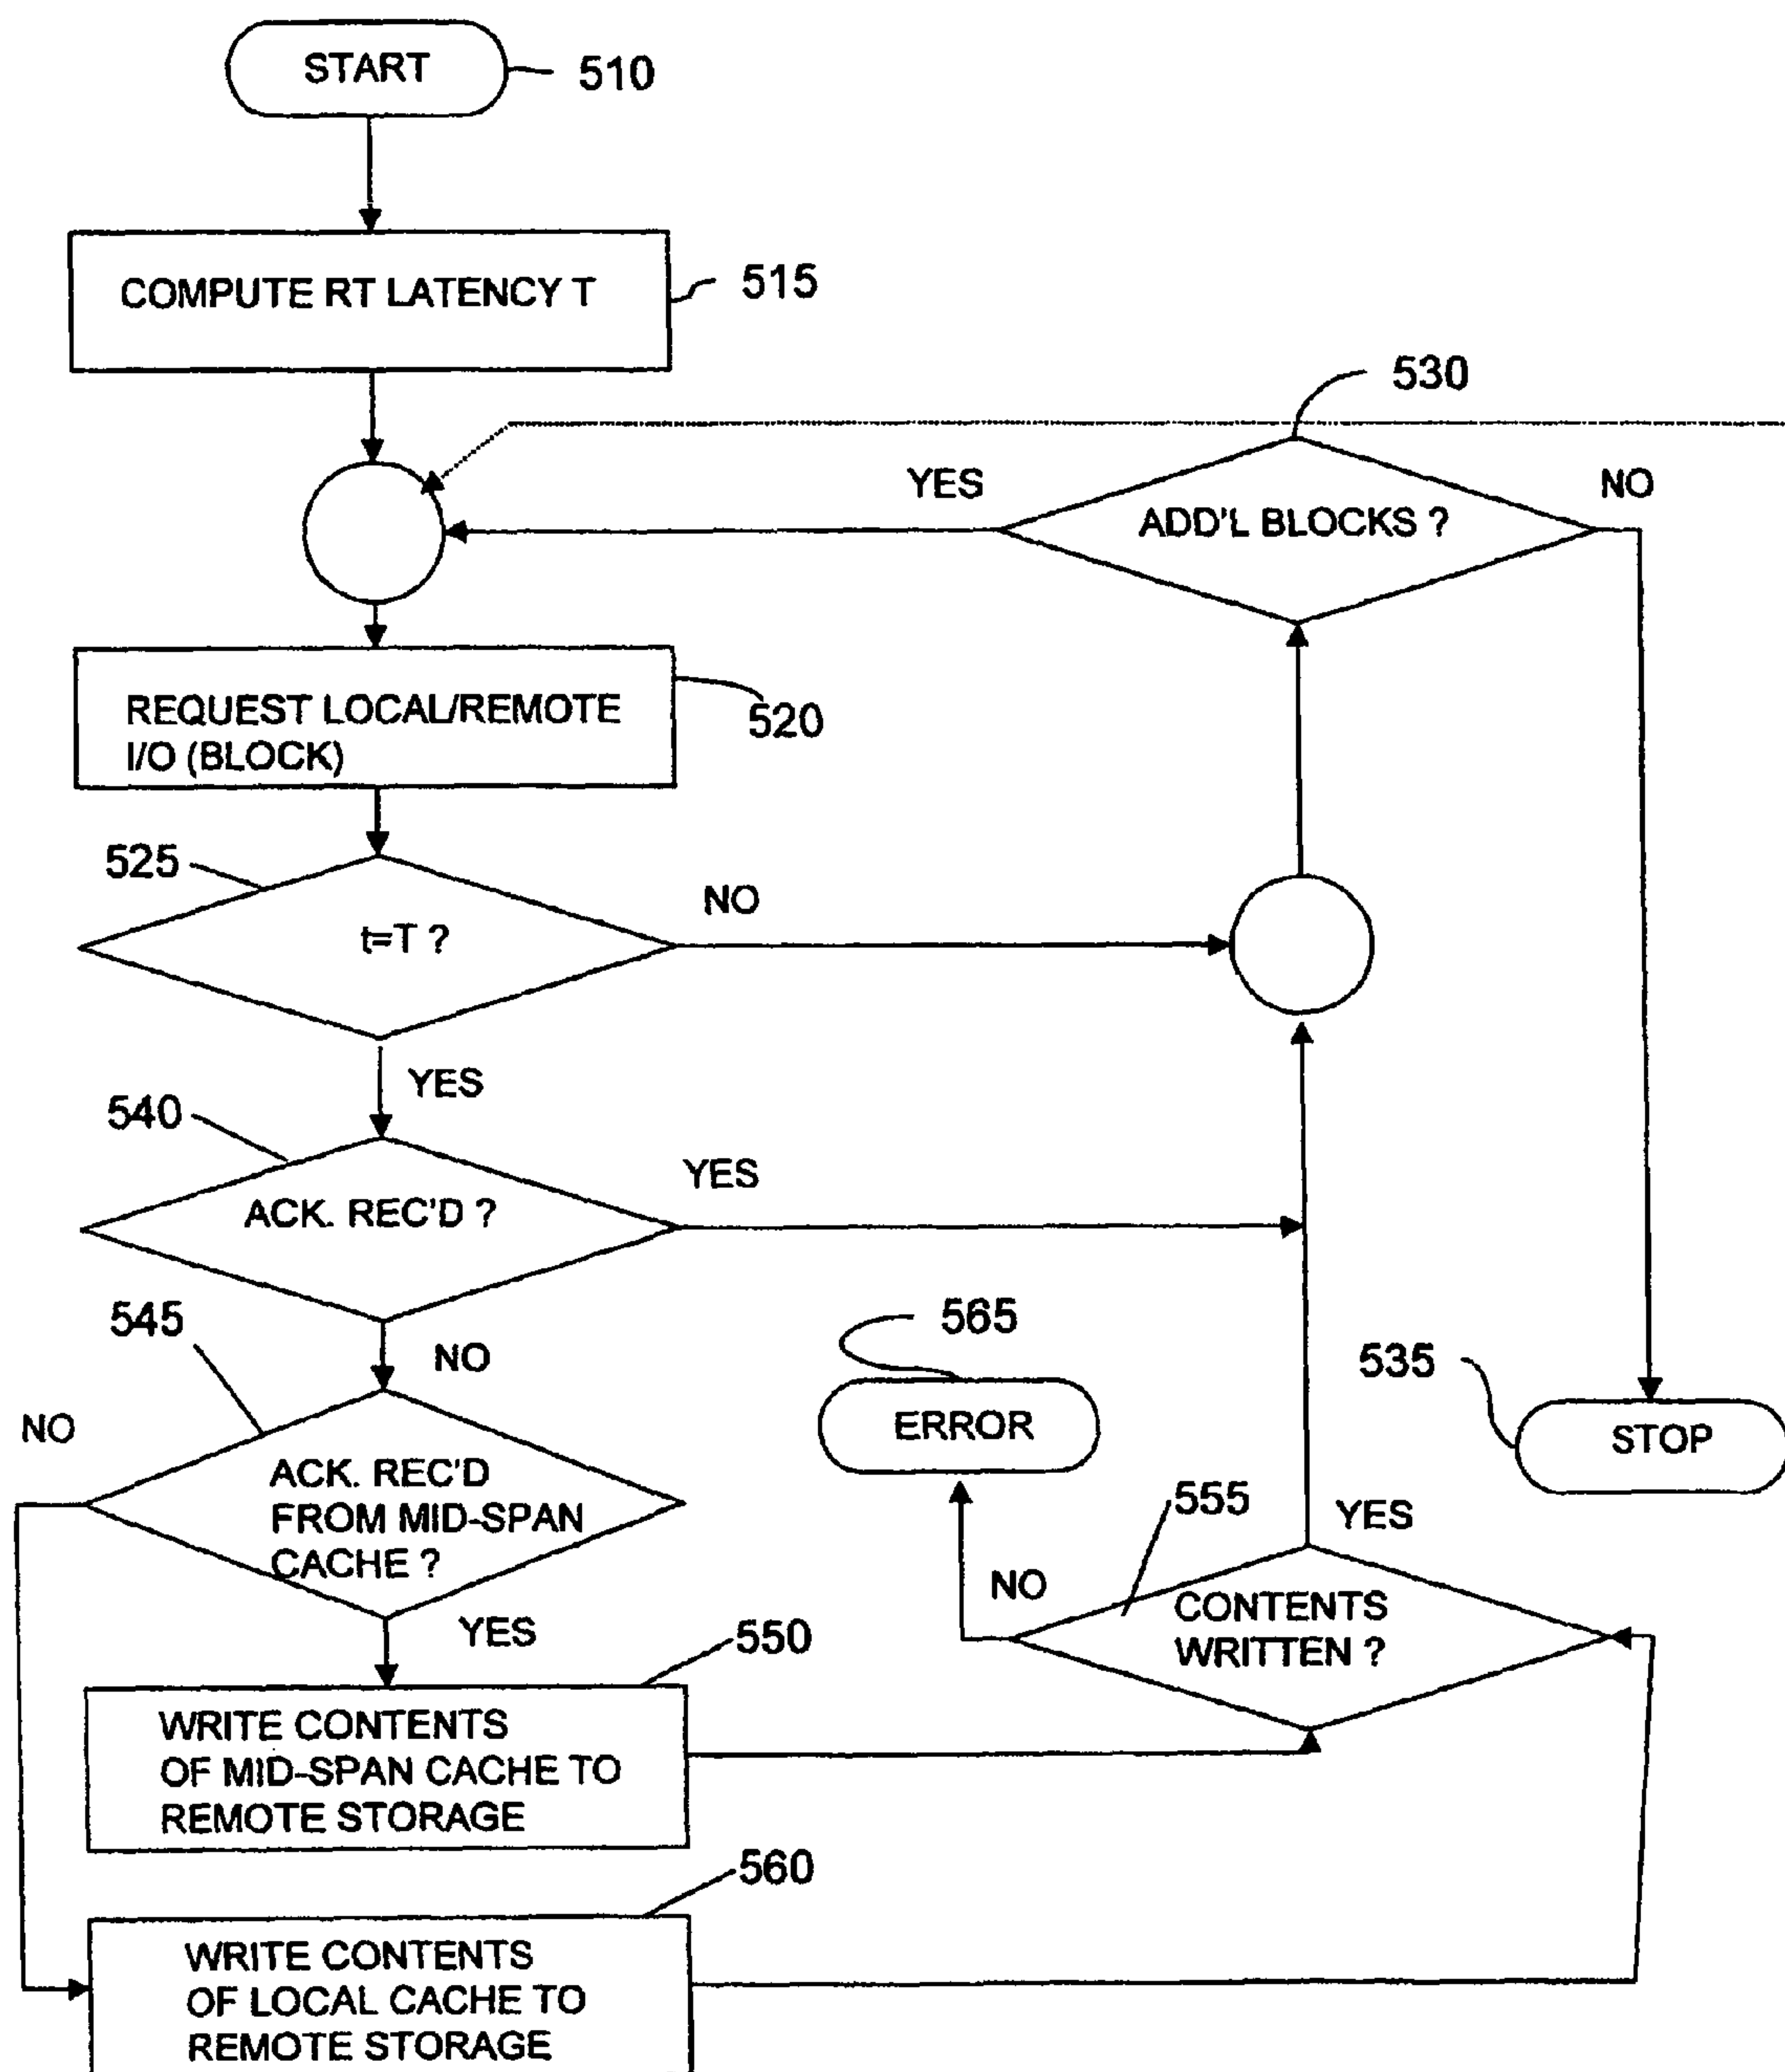 START
510
COMPUTE RT LATENCY T
515
530
YES
NO
ADD'L BLOCKS ?
REQUEST LOCAL/REMOTE
I/O (BLOCK)
520
525
NO
t=T ?
YES
540
YES
ACK. REC'D ?
545
NO
565
535
NO
ERROR
STOP
ACK. REC'D
FROM MID-SPAN
CACHE ?
555
YES
NO
CONTENTS
WRITTEN ?
YES
550
WRITE CONTENTS
OF MID-SPAN CACHE TO
REMOTE STORAGE
560
WRITE CONTENTS
OF LOCAL CACHE TO
REMOTE STORAGE